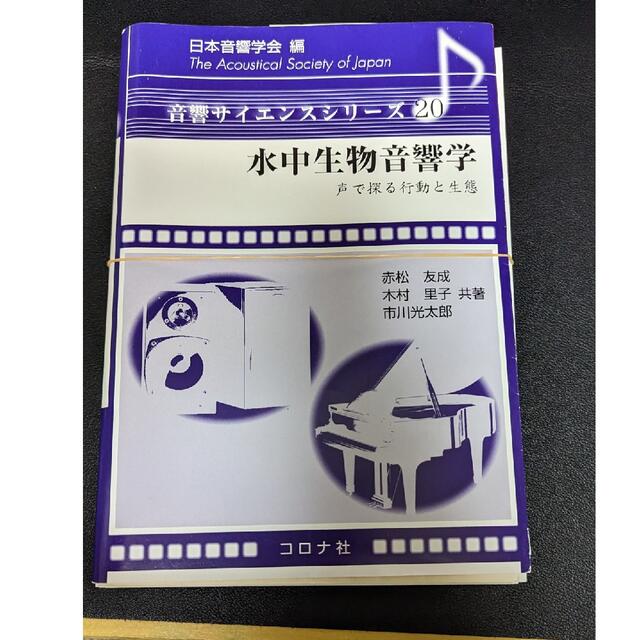 日本音響学会 編
The Acoustical Society of Japan
音響サイエンスシリーズ 20
水中生物音響学
声で探る行動と生態
赤松 友成
木村 里子 共著
市川光太郎
コロナ社